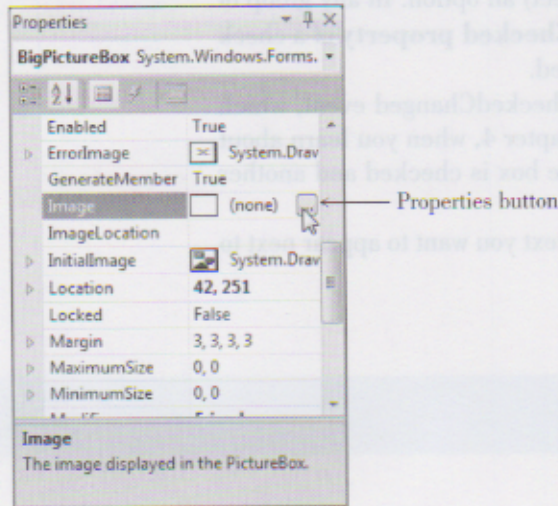 Properties
BigPictureBox System.Windows.Forms.
Enabled True
ErrorImage System.Drav
GenerateMember True
Image (none)
Properties button
ImageLocation
InitialImage System.Drav
Location 42, 251
Locked False
Margin 3, 3, 3, 3
MaximumSize 0, 0
MinimumSize 0, 0
Image
The image displayed in the PictureBox.